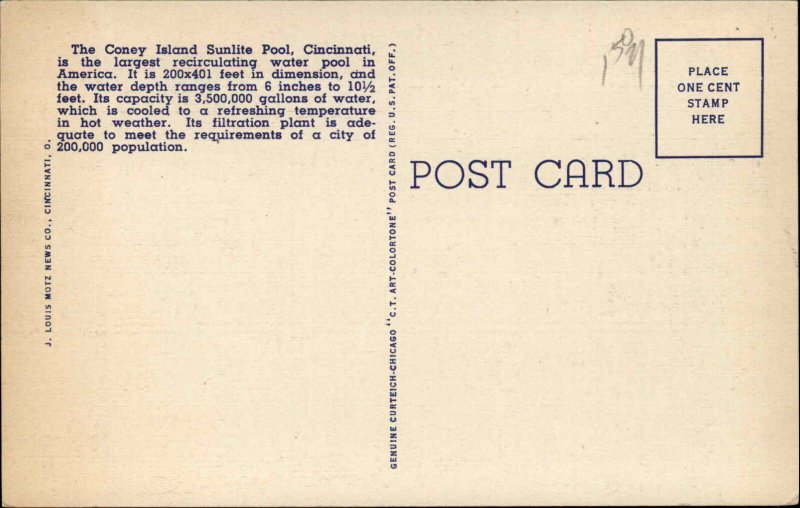 The Coney Island Sunlite Pool, Cincinnati,
is the largest recirculating water pool in
America. It is 200x401 feet in dimension, and
the water depth ranges from 6 inches to 10½
feet. Its capacity is 3,500,000 gallons of water,
which is cooled to a refreshing temperature
in hot weather. Its filtration plant is ade-
quate to meet the requirements of a city of
200,000 population.
J. LOUIS MOTZ NEWS CO., CINCINNATI, O.
GENUINE CURTEICH-CHICAGO "C.T. ART-COLORTONE" POST CARD (REG. U.S. PAT. OFF.)
POST CARD
PLACE
ONE CENT
STAMP
HERE